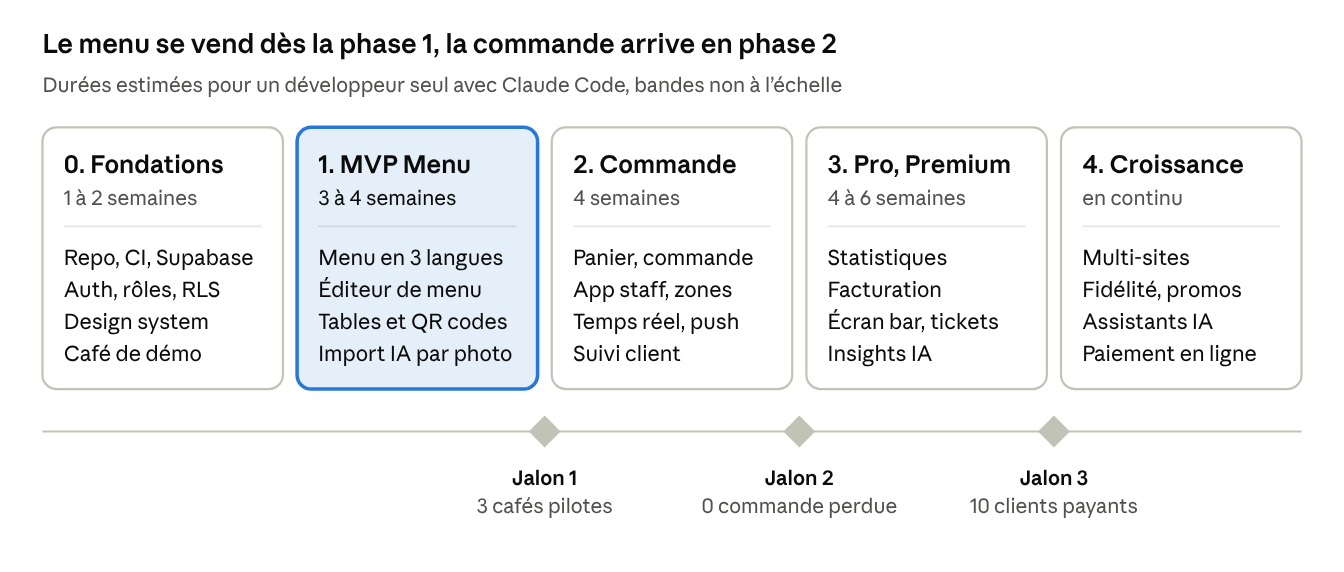 Le menu se vend dès la phase 1, la commande arrive en phase 2
Durées estimées pour un développeur seul avec Claude Code, bandes non à l’échelle
0. Fondations
1 à 2 semaines
Repo, CI, Supabase
Auth, rôles, RLS
Design system
Café de démo
1. MVP Menu
3 à 4 semaines
Menu en 3 langues
Éditeur de menu
Tables et QR codes
Import IA par photo
2. Commande
4 semaines
Panier, commande
App staff, zones
Temps réel, push
Suivi client
3. Pro, Premium
4 à 6 semaines
Statistiques
Facturation
Écran bar, tickets
Insights IA
4. Croissance
en continu
Multi-sites
Fidélité, promos
Assistants IA
Paiement en ligne
Jalon 1
3 cafés pilotes
Jalon 2
0 commande perdue
Jalon 3
10 clients payants